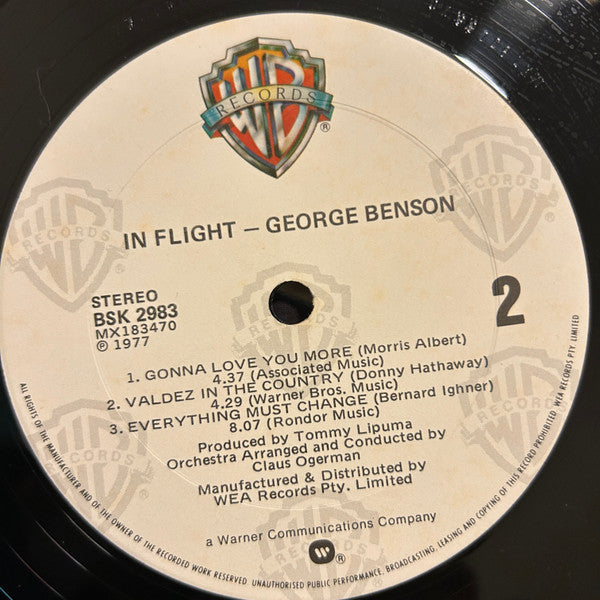 WB
RECORDS
®
IN FLIGHT – GEORGE BENSON
STEREO
BSK 2983
MX183470
℗ 1977
2
1. GONNA LOVE YOU MORE (Morris Albert)
4.37 (Associated Music)
2. VALDEZ IN THE COUNTRY (Donny Hathaway)
4.29 (Warner Bros. Music)
3. EVERYTHING MUST CHANGE (Bernard Ighner)
8.07 (Rondor Music)
Produced by Tommy Lipuma
Orchestra Arranged and Conducted by
Claus Ogerman
Manufactured & Distributed by
WEA Records Pty. Limited
a Warner Communications Company
®
ALL RIGHTS OF THE MANUFACTURER AND OF THE OWNER OF THE RECORDED WORK RESERVED. UNAUTHORISED PUBLIC PERFORMANCE, BROADCASTING, LEASING AND COPYING OF THIS RECORD PROHIBITED. WEA RECORDS PTY. LIMITED